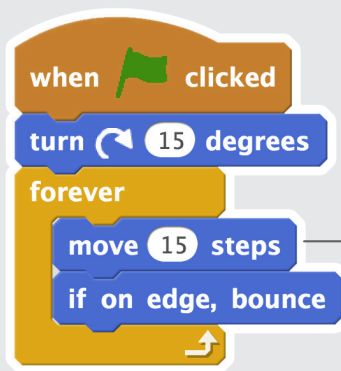 when clicked
turn 15 degrees
forever
move 15 steps
if on edge, bounce